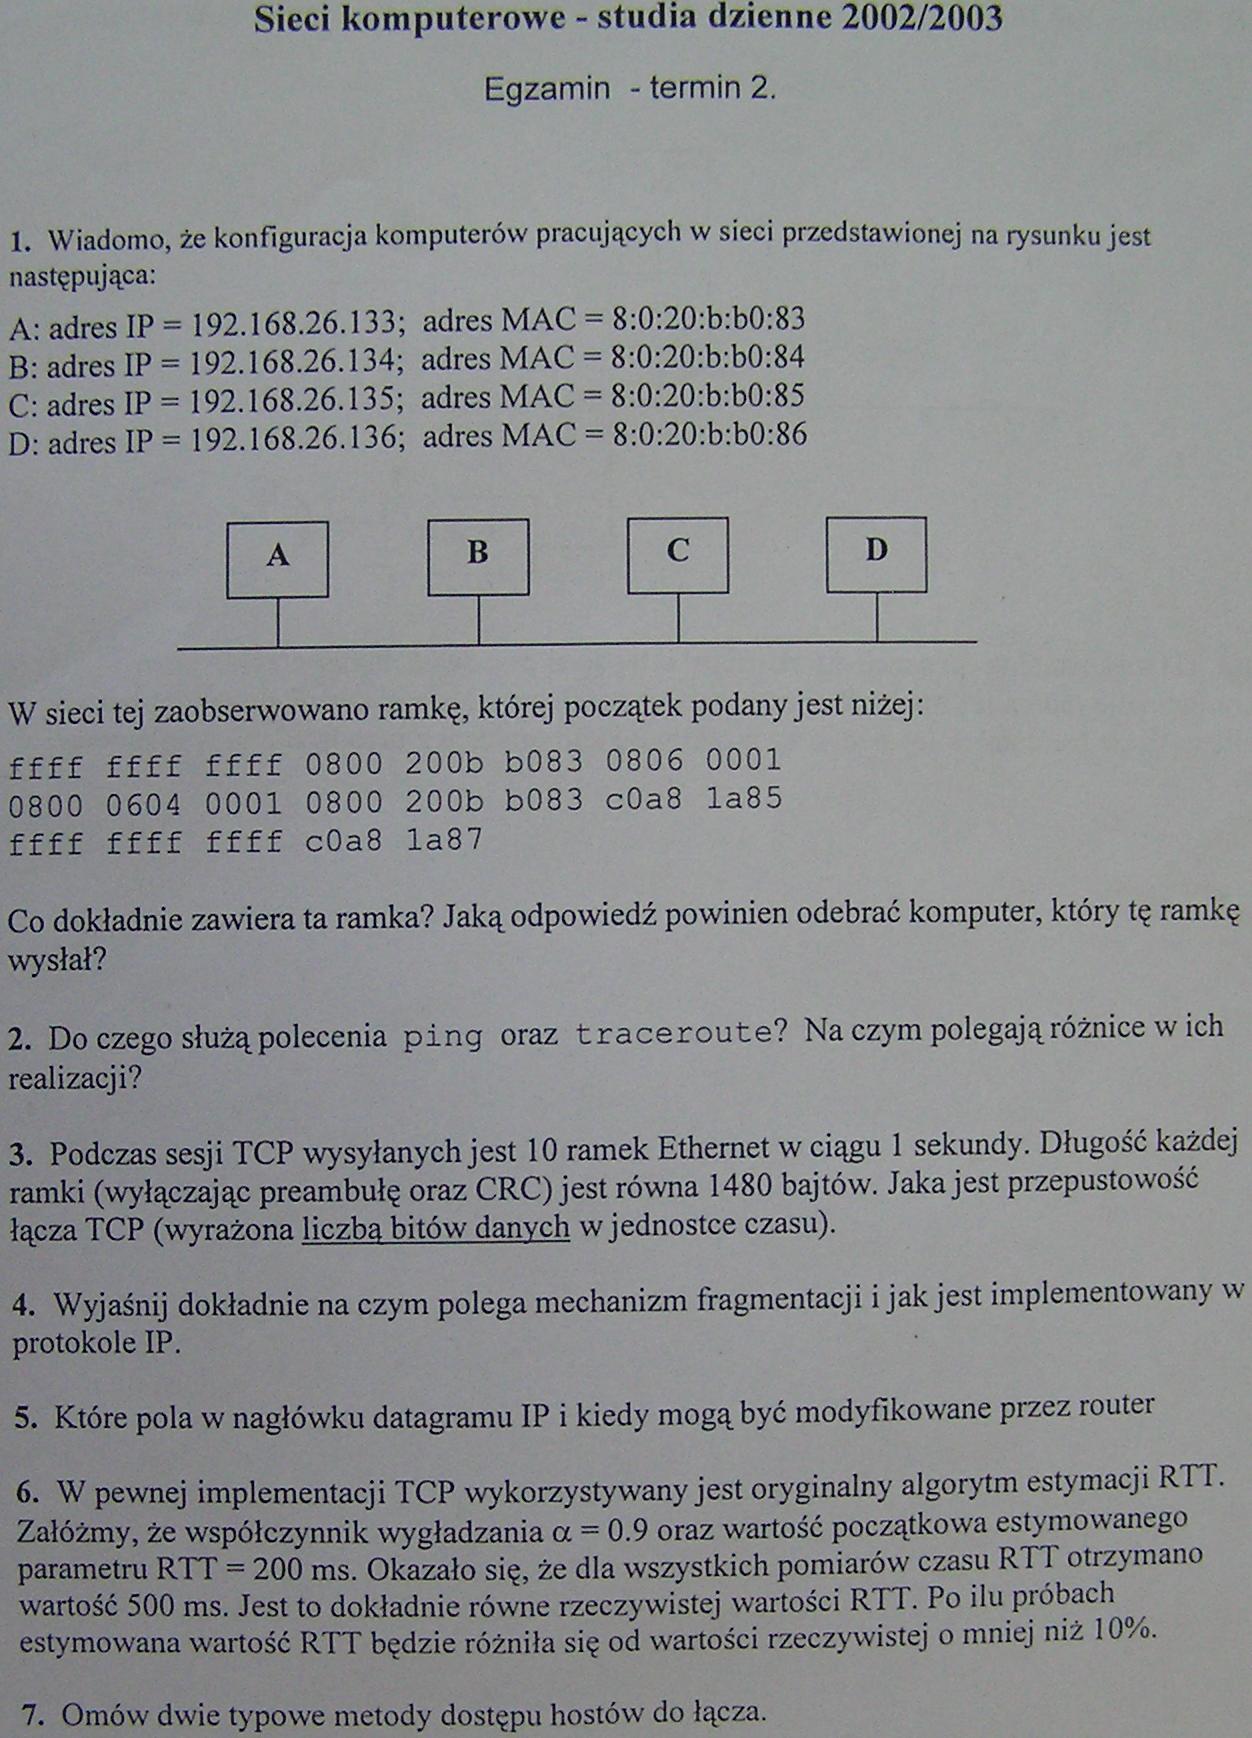 Sieci komputerowe - studia dzienne 2002/2003
Egzamin - termin 2.
1. Wiadomo, że konfiguracja komputerów pracujących w sieci przedstawionej na rysunku jest
następująca:
A: adres IP = 192.168.26.133; adres MAC = 8:0:20:b:b0:83
B: adres IP = 192.168.26.134; adres MAC = 8:0:20:b:b0:84
C: adres IP = 192.168.26.135; adres MAC = 8:0:20:b:b0:85
D: adres IP = 192.168.26.136; adres MAC = 8:0:20:b:b0:86
A B C D
W sieci tej zaobserwowano ramkę, której początek podany jest niżej:
ffff ffff ffff 0800 200b b083 0806 0001
0800 0604 0001 0800 200b b083 c0a8 1a85
ffff ffff ffff c0a8 1a87
Co dokładnie zawiera ta ramka? Jaką odpowiedź powinien odebrać komputer, który tę ramkę
wysłał?
2. Do czego służą polecenia ping oraz traceroute? Na czym polegają różnice w ich
realizacji?
3. Podczas sesji TCP wysyłanych jest 10 ramek Ethernet w ciągu 1 sekundy. Długość każdej
ramki (wyłączając preambułę oraz CRC) jest równa 1480 bajtów. Jaka jest przepustowość
łącza TCP (wyrażona liczbą bitów danych w jednostce czasu).
4. Wyjaśnij dokładnie na czym polega mechanizm fragmentacji i jak jest implementowany w
protokole IP.
5. Które pola w nagłówku datagramu IP i kiedy mogą być modyfikowane przez router
6. W pewnej implementacji TCP wykorzystywany jest oryginalny algorytm estymacji RTT.
Załóżmy, że współczynnik wygładzania α = 0.9 oraz wartość początkowa estymowanego
parametru RTT = 200 ms. Okazało się, że dla wszystkich pomiarów czasu RTT otrzymano
wartość 500 ms. Jest to dokładnie równe rzeczywistej wartości RTT. Po ilu próbach
estymowana wartość RTT będzie różniła się od wartości rzeczywistej o mniej niż 10%.
7. Omów dwie typowe metody dostępu hostów do łącza.